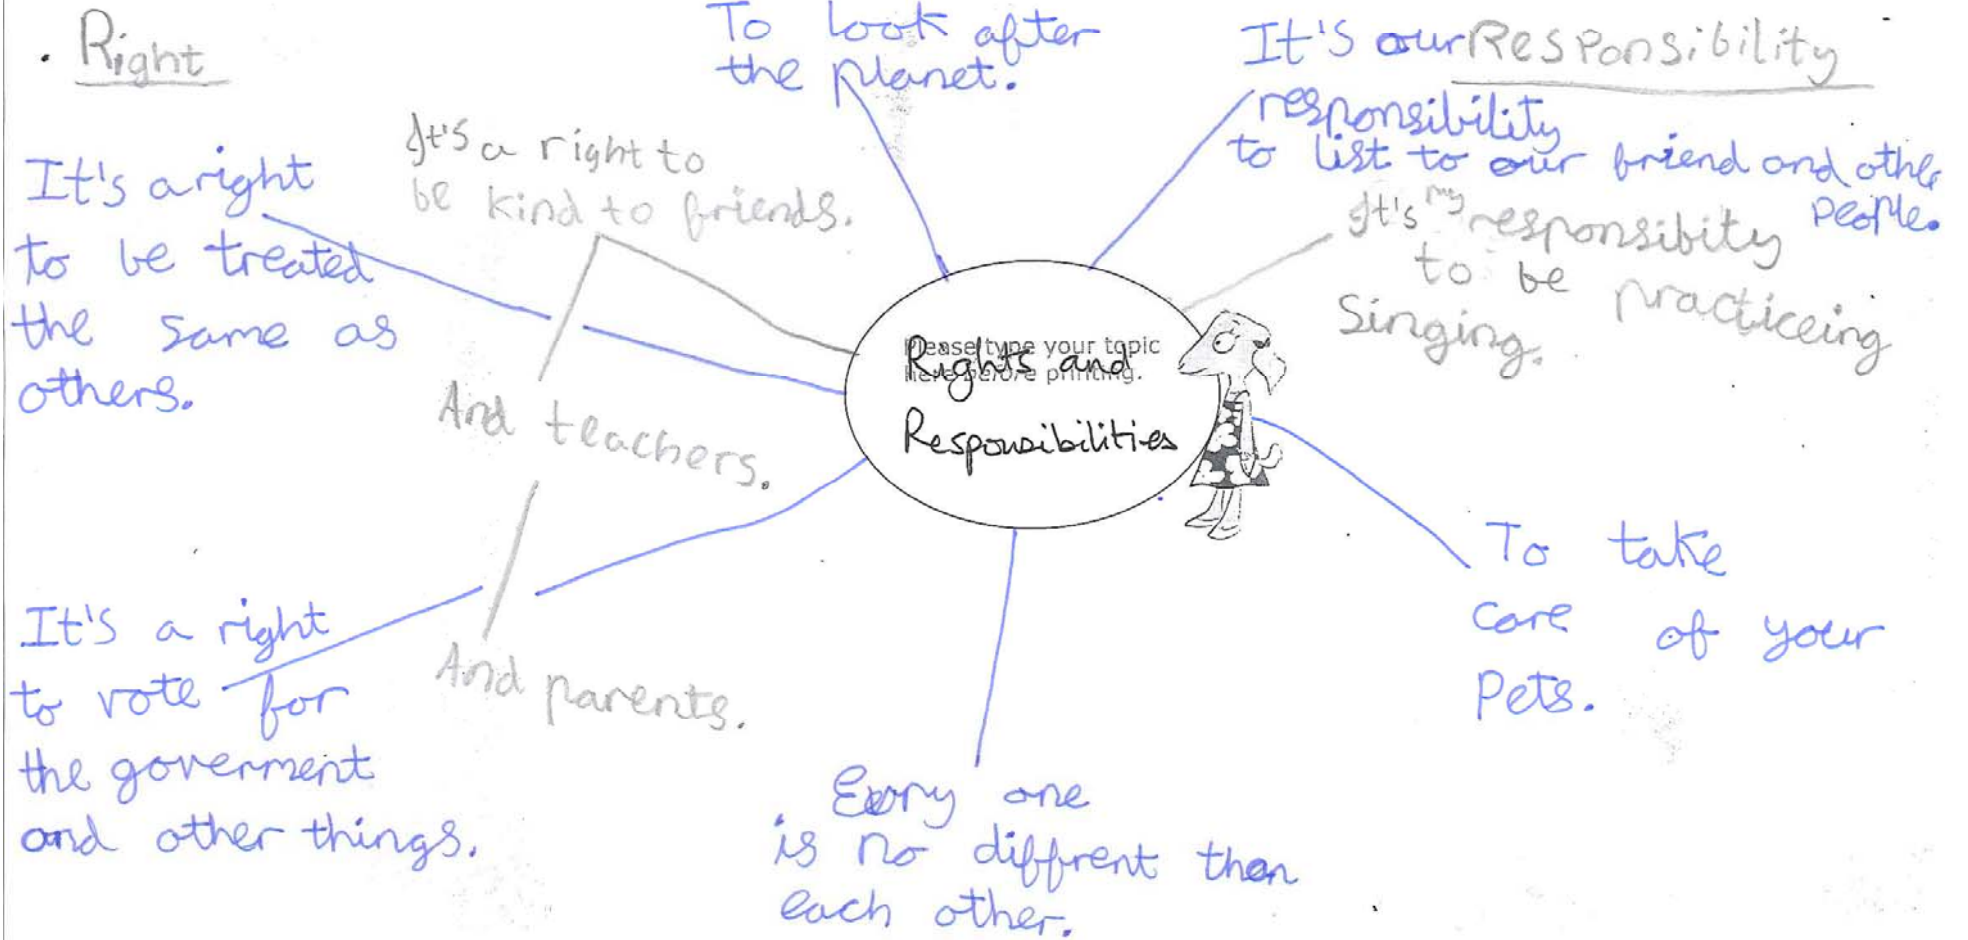 Right
To look after
the planet.
It's our
Responsibility
responsibility
to list to our friend and othe
people.
It's a right to
be kind to friends.
And teachers.
And parents.
It's a right
to be treated
the same as
others.
It's my responsibity
to be practiceing
Singing.
Please type your topic
here before printing.
Rights and
Responsibilities
To take
care of your
Pets.
It's a right
to vote for
the goverment
and other things.
Every one
is no diffrent than
each other.